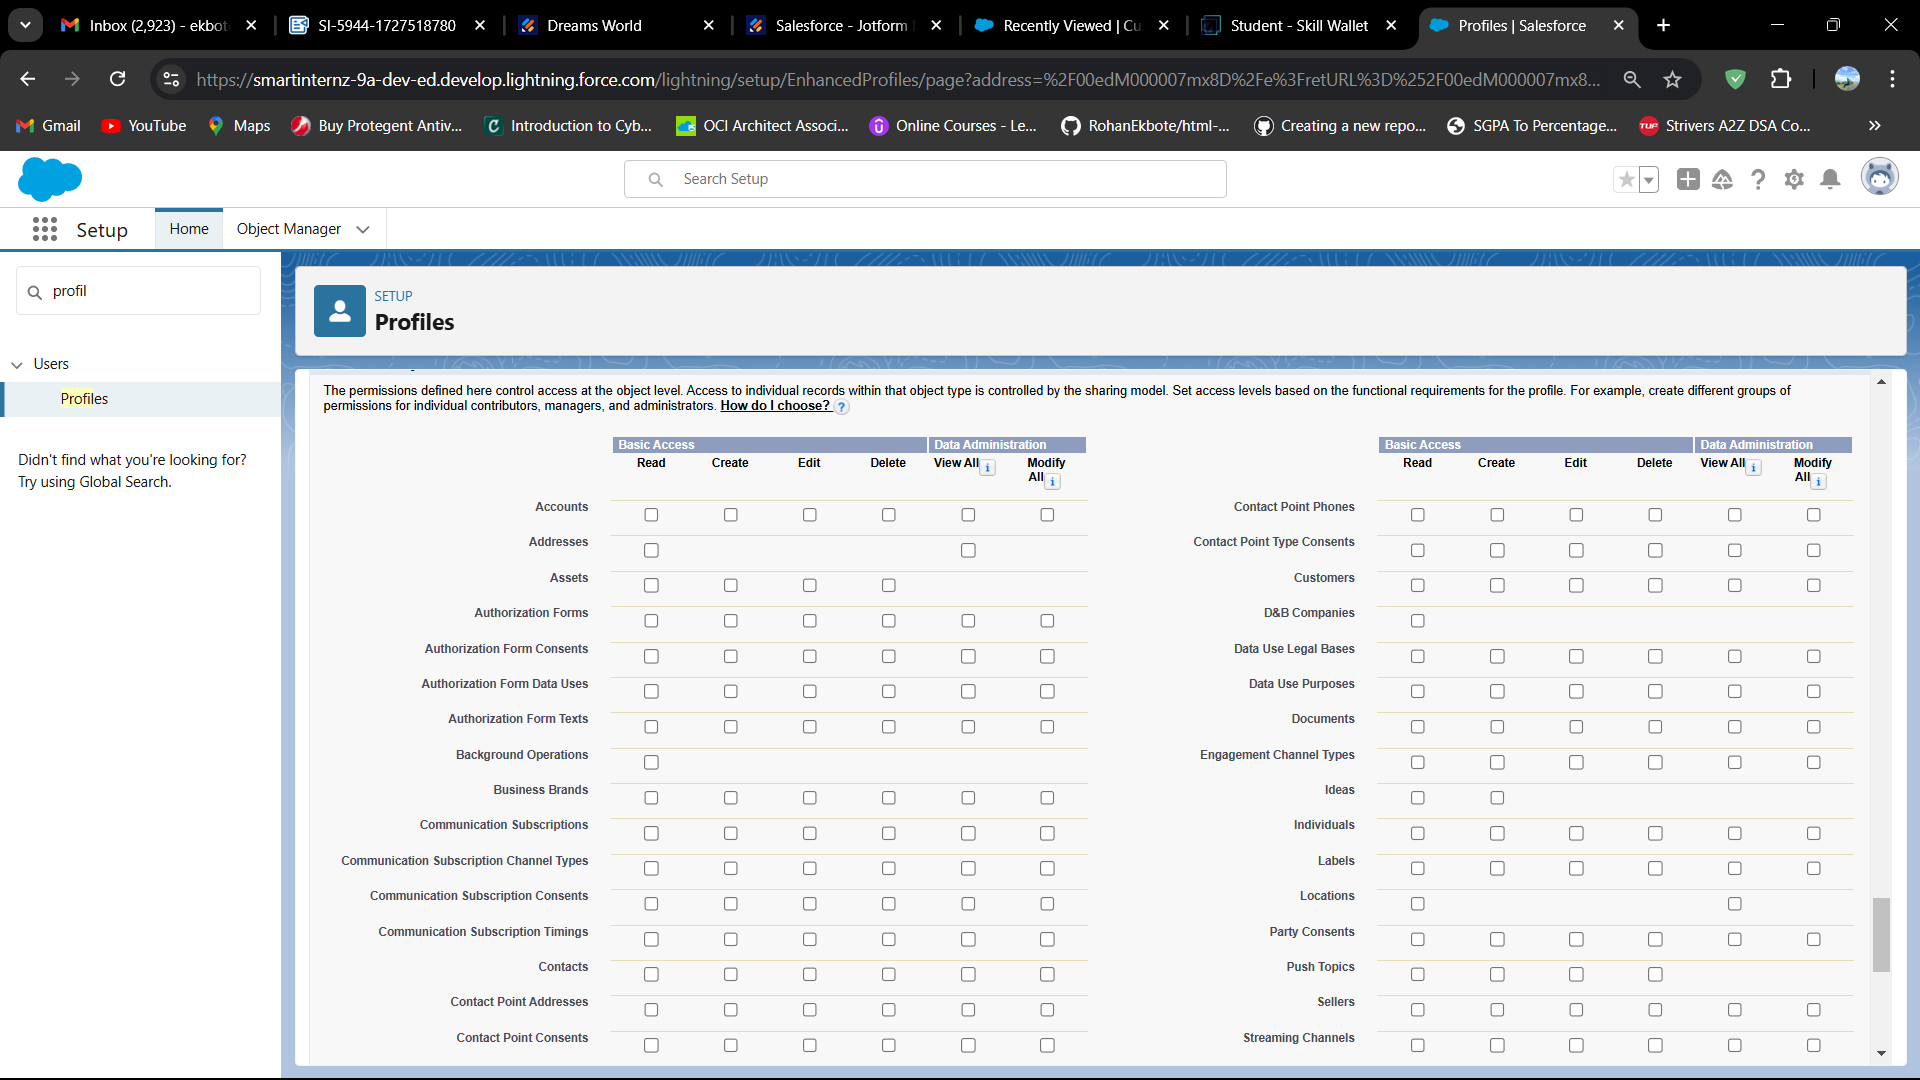 Inbox (2,923) - ekbot
SI-5944-1727518780
Dreams World
Salesforce - Jotform
Recently Viewed | Cu
Student - Skill Wallet
Profiles | Salesforce
https://smartinternz-9a-dev-ed.develop.lightning.force.com/lightning/setup/EnhancedProfiles/page?address=%2F00edM000007mx8D%2Fe%3FretURL%3D%252F00edM000007mx8...
Gmail
YouTube
Maps
Buy Protegent Antiv...
Introduction to Cyb...
OCI Architect Associ...
Online Courses - Le...
RohanEkbote/html-...
Creating a new repo...
SGPA To Percentage...
TUF
Strivers A2Z DSA Co...
Search Setup
Setup
Home
Object Manager
profil
Users
Profiles
Didn't find what you're looking for?
Try using Global Search.
SETUP
Profiles
The permissions defined here control access at the object level. Access to individual records within that object type is controlled by the sharing model. Set access levels based on the functional requirements for the profile. For example, create different groups of
permissions for individual contributors, managers, and administrators. How do I choose? ?
Basic Access Data Administration
Read Create Edit Delete View All i Modify
All i
Accounts
Addresses
Assets
Authorization Forms
Authorization Form Consents
Authorization Form Data Uses
Authorization Form Texts
Background Operations
Business Brands
Communication Subscriptions
Communication Subscription Channel Types
Communication Subscription Consents
Communication Subscription Timings
Contacts
Contact Point Addresses
Contact Point Consents
Basic Access Data Administration
Read Create Edit Delete View All i Modify
All i
Contact Point Phones
Contact Point Type Consents
Customers
D&B Companies
Data Use Legal Bases
Data Use Purposes
Documents
Engagement Channel Types
Ideas
Individuals
Labels
Locations
Party Consents
Push Topics
Sellers
Streaming Channels